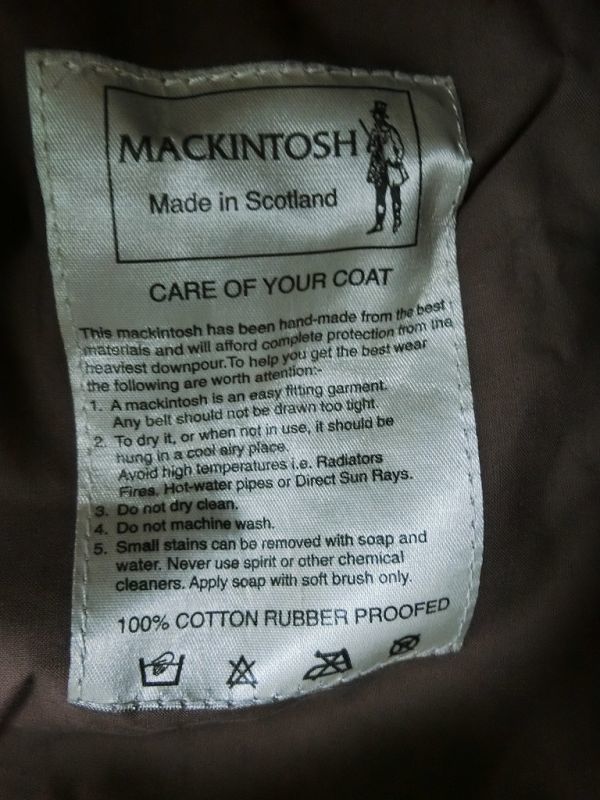 MACKINTOSH
Made in Scotland
CARE OF YOUR COAT
This mackintosh has been hand-made from the best
materials and will afford complete protection from the
heaviest downpour.To help you get the best wear
the following are worth attention:-
1. A mackintosh is an easy fitting garment.
Any belt should not be drawn too tight.
2. To dry it, or when not in use, it should be
hung in a cool airy place.
Avoid high temperatures i.e. Radiators
Fires, Hot-water pipes or Direct Sun Rays.
3. Do not dry clean.
4. Do not machine wash.
5. Small stains can be removed with soap and
water. Never use spirit or other chemical
cleaners. Apply soap with soft brush only.
100% COTTON RUBBER PROOFED